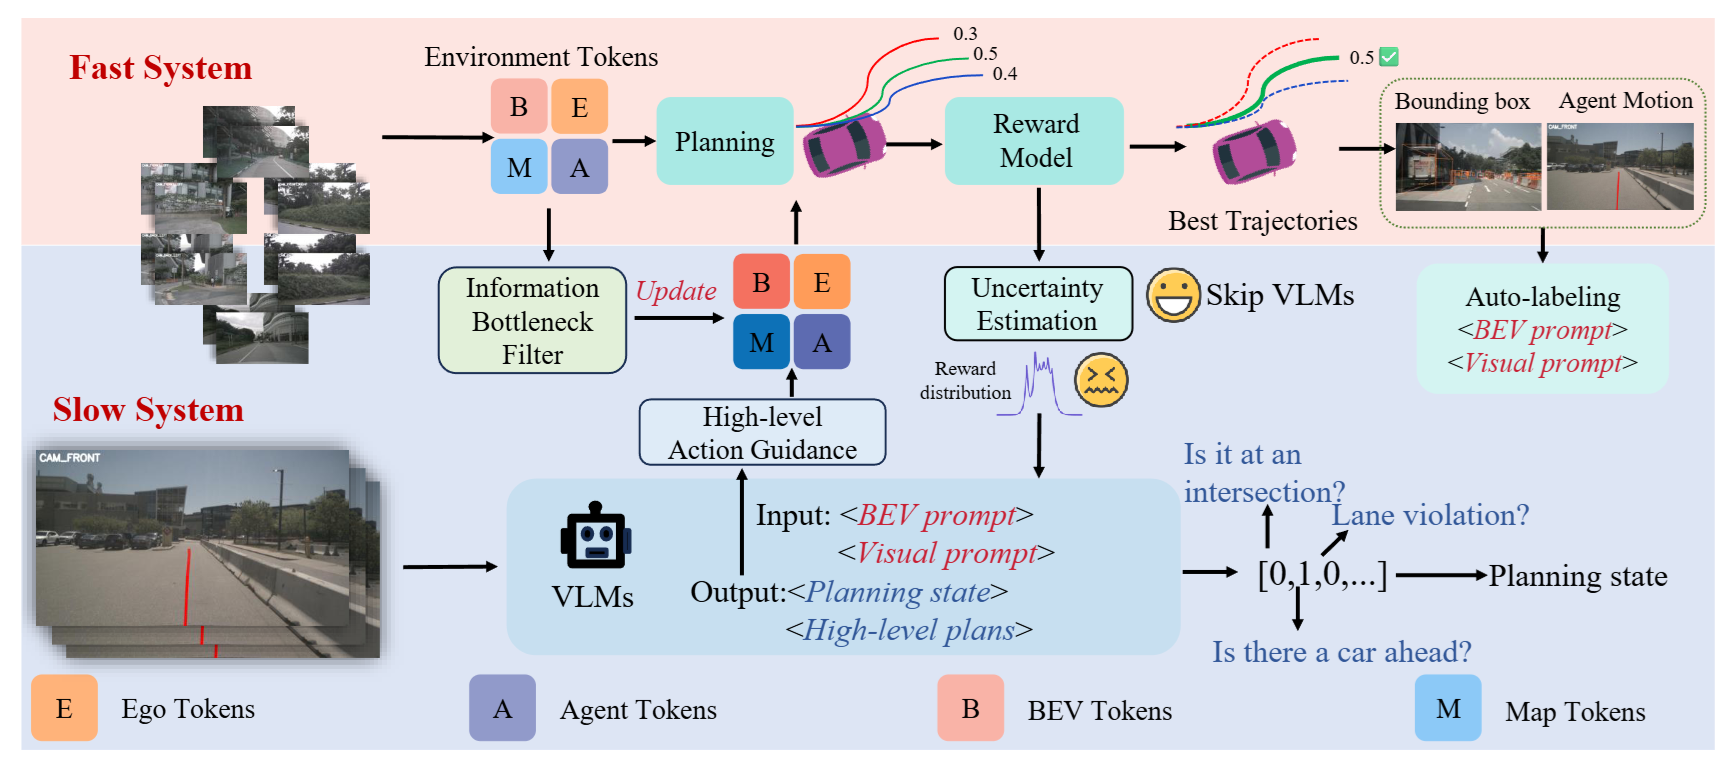 Fast System
Environment Tokens
B
E
M
A
Planning
0.3
0.5
0.4
Reward
Model
0.5
Best Trajectories
Bounding box
Agent Motion
CAM_FRONT
Information
Bottleneck
Filter
Update
B
E
M
A
Uncertainty
Estimation
Skip VLMs
Reward
distribution
Auto-labeling
<BEV prompt>
<Visual prompt>
Slow System
CAM_FRONT
High-level
Action Guidance
VLMs
Input: <BEV prompt>
<Visual prompt>
Output:<Planning state>
<High-level plans>
Is it at an
intersection?
Lane violation?
[0,1,0,...]
Planning state
Is there a car ahead?
E
Ego Tokens
A
Agent Tokens
B
BEV Tokens
M
Map Tokens